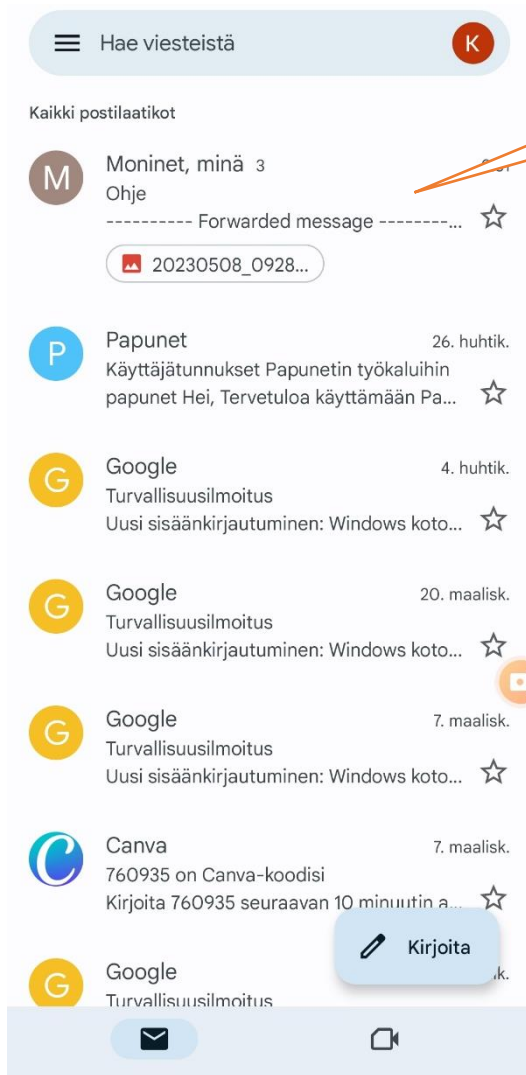 Hae viesteistä
K
Kaikki postilaatikot
M
Moninet, minä 3
Ohje
---------- Forwarded message --------...
20230508_0928...
P
Papunet 26. huhtik.
Käyttäjätunnukset Papunetin työkaluihin
papunet Hei, Tervetuloa käyttämään Pa...
G
Google 4. huhtik.
Turvallisuusilmoitus
Uusi sisäänkirjautuminen: Windows koto...
G
Google 20. maalisk.
Turvallisuusilmoitus
Uusi sisäänkirjautuminen: Windows koto...
G
Google 7. maalisk.
Turvallisuusilmoitus
Uusi sisäänkirjautuminen: Windows koto...
C
Canva 7. maalisk.
760935 on Canva-koodisi
Kirjoita 760935 seuraavan 10 minuutin a...
Kirjoita
G
Google
Turvallisuusilmoitus